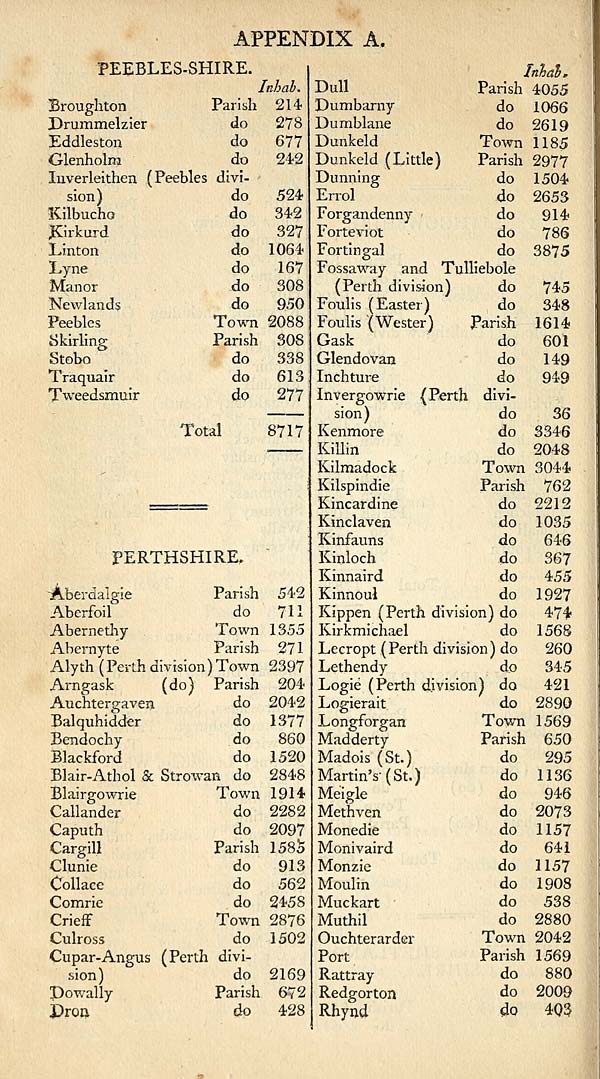 APPENDIX A.
PEEBLES-SHIRE.
Inhab.
Broughton Parish 214
Drummelzier do 278
Eddleston do 677
Glenholm do 242
Inverleithen (Peebles divi-
sion) do 524
Kilbucho do 342
Kirkurd do 327
Linton do 1064
Lyne do 167
Manor do 308
Newlands do 950
Peebles Town 2088
Skirling Parish 308
Stobo do 338
Traquair do 613
Tweedsmuir do 277
Total 8717
PERTHSHIRE.
Aberdalgie Parish 542
Aberfoil do 711
Abernethy Town 1355
Abernyte Parish 271
Alyth (Perth division) Town 2397
Arngask (do) Parish 204
Auchtergaven do 2042
Balquhidder do 1377
Bendochy do 860
Blackford do 1520
Blair-Athol & Strowan do 2848
Blairgowrie Town 1914
Callander do 2282
Caputh do 2097
Cargill Parish 1585
Clunie do 913
Collace do 562
Comrie do 2458
Crieff Town 2876
Culross do 1502
Cupar-Angus (Perth divi-
sion) do 2169
Dowally Parish 672
Dron do 428
Inhab.
Dull Parish 4055
Dumbarny do 1066
Dumblane do 2619
Dunkeld Town 1185
Dunkeld (Little) Parish 2977
Dunning do 1504
Errol do 2653
Forgandenny do 914
Forteviot do 786
Fortingal do 3875
Fossaway and Tulliebole
(Perth division) do 745
Foulis (Easter) do 348
Foulis (Wester) Parish 1614
Gask do 601
Glendovan do 149
Inchture do 949
Invergowrie (Perth divi-
sion) do 36
Kenmore do 3346
Killin do 2048
Kilmadock Town 3044
Kilspindie Parish 762
Kincardine do 2212
Kinclaven do 1035
Kinfauns do 646
Kinloch do 367
Kinnaird do 455
Kinnoul do 1927
Kippen (Perth division) do 474
Kirkmichael do 1568
Lecropt (Perth division) do 260
Lethendy do 345
Logie (Perth division) do 421
Logierait do 2890
Longforgan Town 1569
Madderty Parish 650
Madois (St.) do 295
Martin's (St.) do 1136
Meigle do 946
Methven do 2073
Monedie do 1157
Monivaird do 641
Monzie do 1157
Moulin do 1908
Muckart do 538
Muthil do 2880
Ouchterarder Town 2042
Port Parish 1569
Rattray do 880
Redgorton do 2009
Rhynd do 403